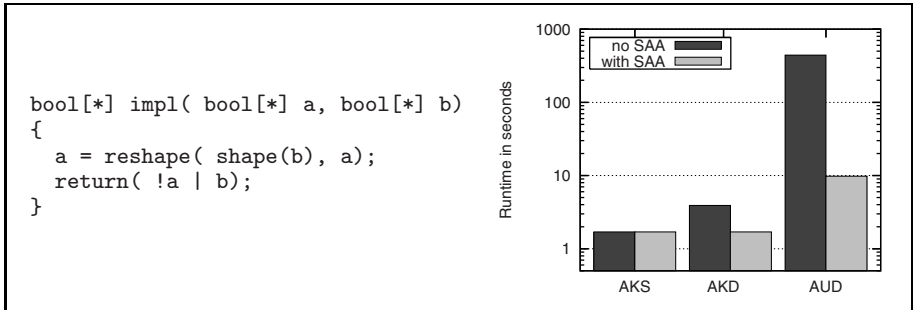 bool[*] impl( bool[*] a, bool[*] b)
{
  a = reshape( shape(b), a);
  return( !a | b);
}
Runtime in seconds
1000
100
10
1
no SAA
with SAA
AKS
AKD
AUD